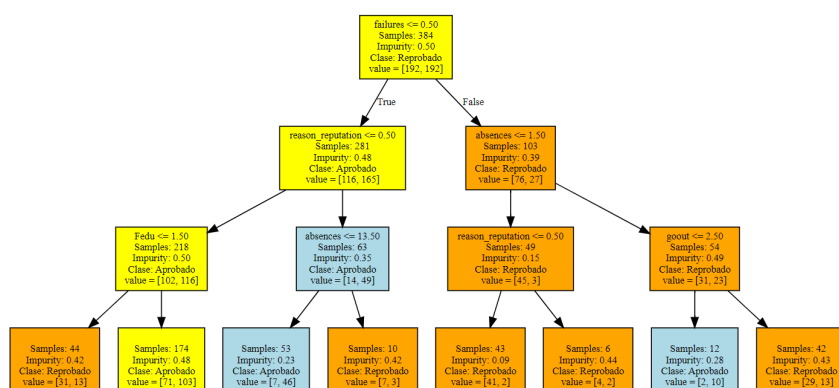 failures <= 0.50
Samples: 384
Impurity: 0.50
Clase: Reprobado
value = [192, 192]
True
False
reason_reputation <= 0.50
Samples: 281
Impurity: 0.48
Clase: Aprobado
value = [116, 165]
absences <= 1.50
Samples: 103
Impurity: 0.39
Clase: Reprobado
value = [76, 27]
Fedu <= 1.50
Samples: 218
Impurity: 0.50
Clase: Aprobado
value = [102, 116]
absences <= 13.50
Samples: 63
Impurity: 0.35
Clase: Aprobado
value = [14, 49]
reason_reputation <= 0.50
Samples: 49
Impurity: 0.15
Clase: Reprobado
value = [45, 3]
goout <= 2.50
Samples: 54
Impurity: 0.49
Clase: Reprobado
value = [31, 23]
Samples: 44
Impurity: 0.42
Clase: Reprobado
value = [31, 13]
Samples: 174
Impurity: 0.48
Clase: Aprobado
value = [71, 103]
Samples: 53
Impurity: 0.23
Clase: Aprobado
value = [7, 46]
Samples: 10
Impurity: 0.42
Clase: Reprobado
value = [7, 3]
Samples: 43
Impurity: 0.09
Clase: Reprobado
value = [41, 2]
Samples: 6
Impurity: 0.44
Clase: Reprobado
value = [4, 2]
Samples: 12
Impurity: 0.28
Clase: Aprobado
value = [2, 10]
Samples: 42
Impurity: 0.43
Clase: Reprobado
value = [29, 13]